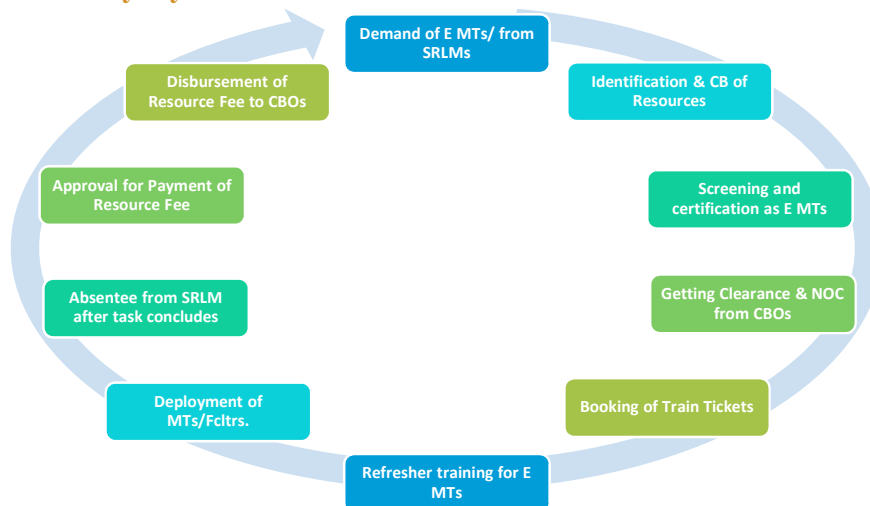 Demand of E MTs/ from
SRLMs
Identification & CB of
Resources
Screening and
certification as E MTs
Getting Clearance & NOC
from CBOs
Booking of Train Tickets
Refresher training for E
MTs
Deployment of
MTs/Fcltrs.
Absentee from SRLM
after task concludes
Approval for Payment of
Resource Fee
Disbursement of
Resource Fee to CBOs